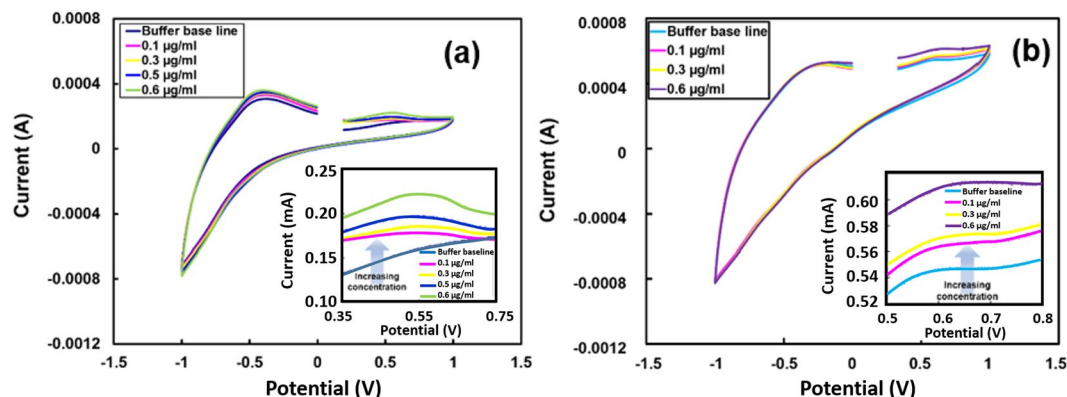 (a)
Current (A)
0.0008
0.0004
0
-0.0004
-0.0008
-0.0012
Buffer base line
0.1 µg/ml
0.3 µg/ml
0.5 µg/ml
0.6 µg/ml
-1.5 -1 -0.5 0 0.5 1 1.5
Potential (V)
Current (mA)
0.25
0.20
0.15
0.10
Buffer baseline
0.1 µg/ml
0.3 µg/ml
0.5 µg/ml
0.6 µg/ml
Increasing
concentration
0.35 0.55 0.75
Potential (V)
(b)
Current (A)
0.0008
0.0004
0
-0.0004
-0.0008
-0.0012
Buffer base line
0.1 µg/ml
0.3 µg/ml
0.6 µg/ml
-1.5 -1 -0.5 0 0.5 1 1.5
Potential (V)
Current (mA)
0.60
0.56
0.54
0.52
Buffer baseline
0.1 µg/ml
0.3 µg/ml
0.6 µg/ml
Increasing
concentration
0.5 0.6 0.7 0.8
Potential (V)